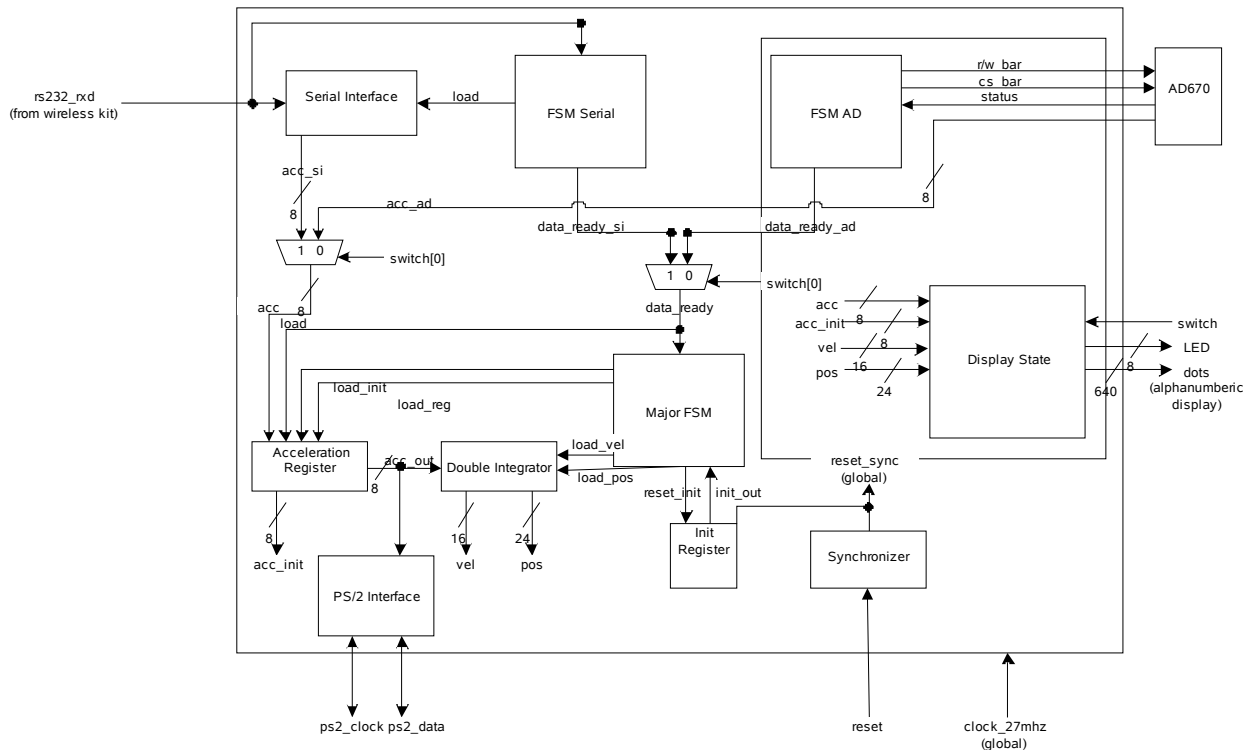 r/w_bar
cs_bar
status
AD670
rs232_rxd
(from wireless kit)
Serial Interface
load
FSM Serial
FSM AD
acc_si
8
acc_ad
8
data_ready_si
data_ready_ad
1 0
switch[0]
1 0
switch[0]
acc
8
load
data_ready
acc
8
acc_init
8
vel
16
pos
24
Display State
switch
LED
8
dots
640
(alphanumberic
display)
load_init
load_reg
Major FSM
load_vel
load_pos
Acceleration
Register
acc_out
8
Double Integrator
reset_init
init_out
reset_sync
(global)
8
acc_init
16
vel
24
pos
Init
Register
Synchronizer
PS/2 Interface
ps2_clock
ps2_data
reset
clock_27mhz
(global)